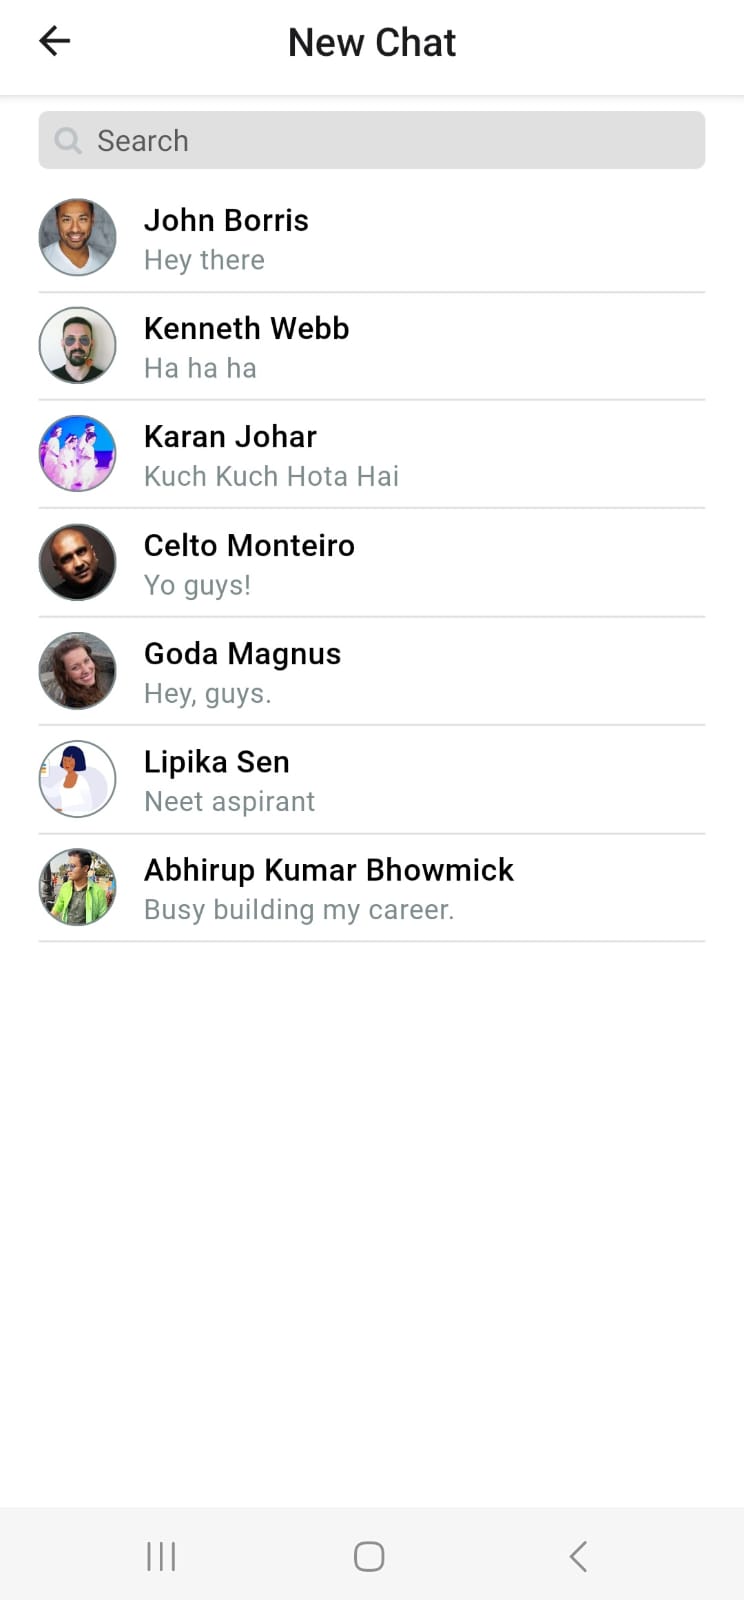 New Chat
Search
John Borris
Hey there
Kenneth Webb
Ha ha ha
Karan Johar
Kuch Kuch Hota Hai
Celto Monteiro
Yo guys!
Goda Magnus
Hey, guys.
Lipika Sen
Neet aspirant
Abhirup Kumar Bhowmick
Busy building my career.